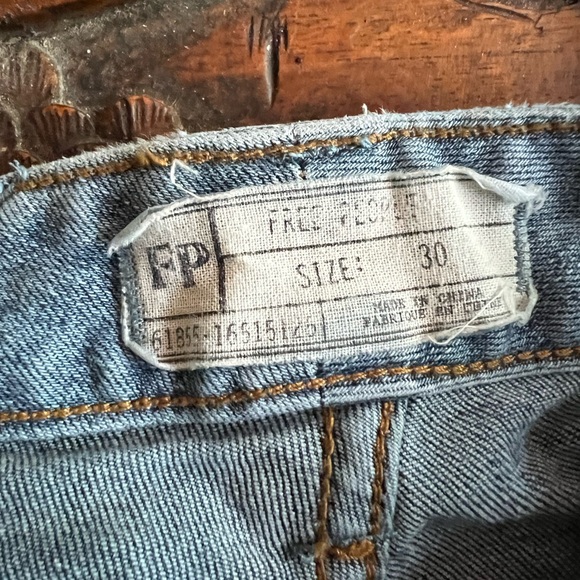 FP
FREE PEOPLE
SIZE: 30
MADE IN CHINA
FABRIQUE EN CHINE